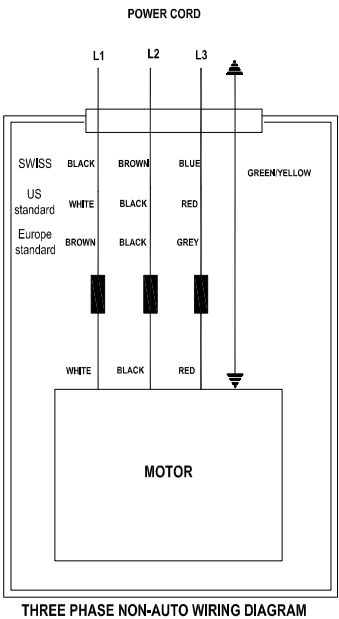 POWER CORD
L1 L2 L3
SWISS BLACK BROWN BLUE
GREEN/YELLOW
US
standard WHITE BLACK RED
Europe
standard BROWN BLACK GREY
WHITE BLACK RED
MOTOR
THREE PHASE NON-AUTO WIRING DIAGRAM